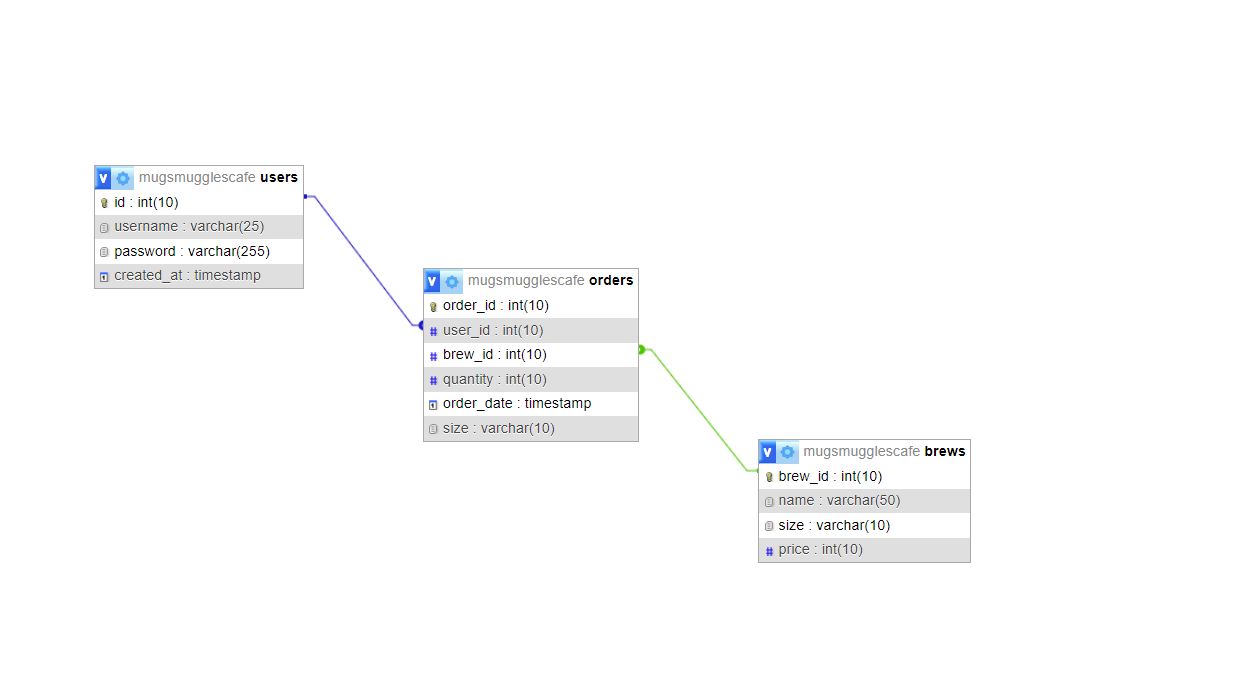 v mugsmugglescafe users
id : int(10)
username : varchar(25)
password : varchar(255)
created_at : timestamp
v mugsmugglescafe orders
order_id : int(10)
# user_id : int(10)
# brew_id : int(10)
# quantity : int(10)
order_date : timestamp
size : varchar(10)
v mugsmugglescafe brews
brew_id : int(10)
name : varchar(50)
size : varchar(10)
# price : int(10)